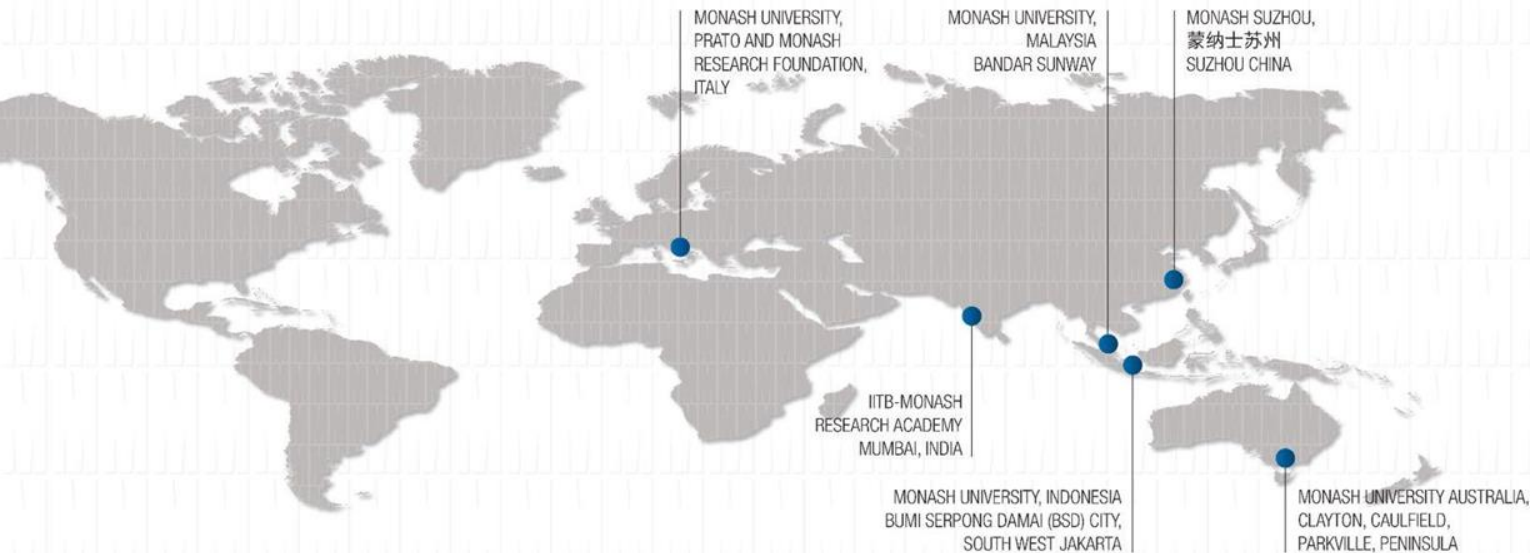 MONASH UNIVERSITY,
PRATO AND MONASH
RESEARCH FOUNDATION,
ITALY
MONASH UNIVERSITY,
MALAYSIA
BANDAR SUNWAY
MONASH SUZHOU,
蒙纳士苏州
SUZHOU CHINA
IITB-MONASH
RESEARCH ACADEMY
MUMBAI, INDIA
MONASH UNIVERSITY, INDONESIA
BUMI SERPONG DAMAI (BSD) CITY,
SOUTH WEST JAKARTA
MONASH UNIVERSITY AUSTRALIA,
CLAYTON, CAULFIELD,
PARKVILLE, PENINSULA